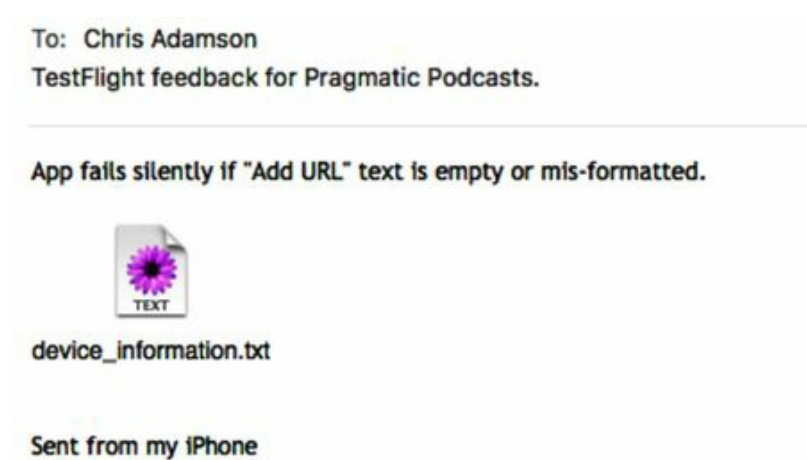 To: Chris Adamson
TestFlight feedback for Pragmatic Podcasts.
App fails silently if "Add URL" text is empty or mis-formatted.
TEXT
device_information.txt
Sent from my iPhone